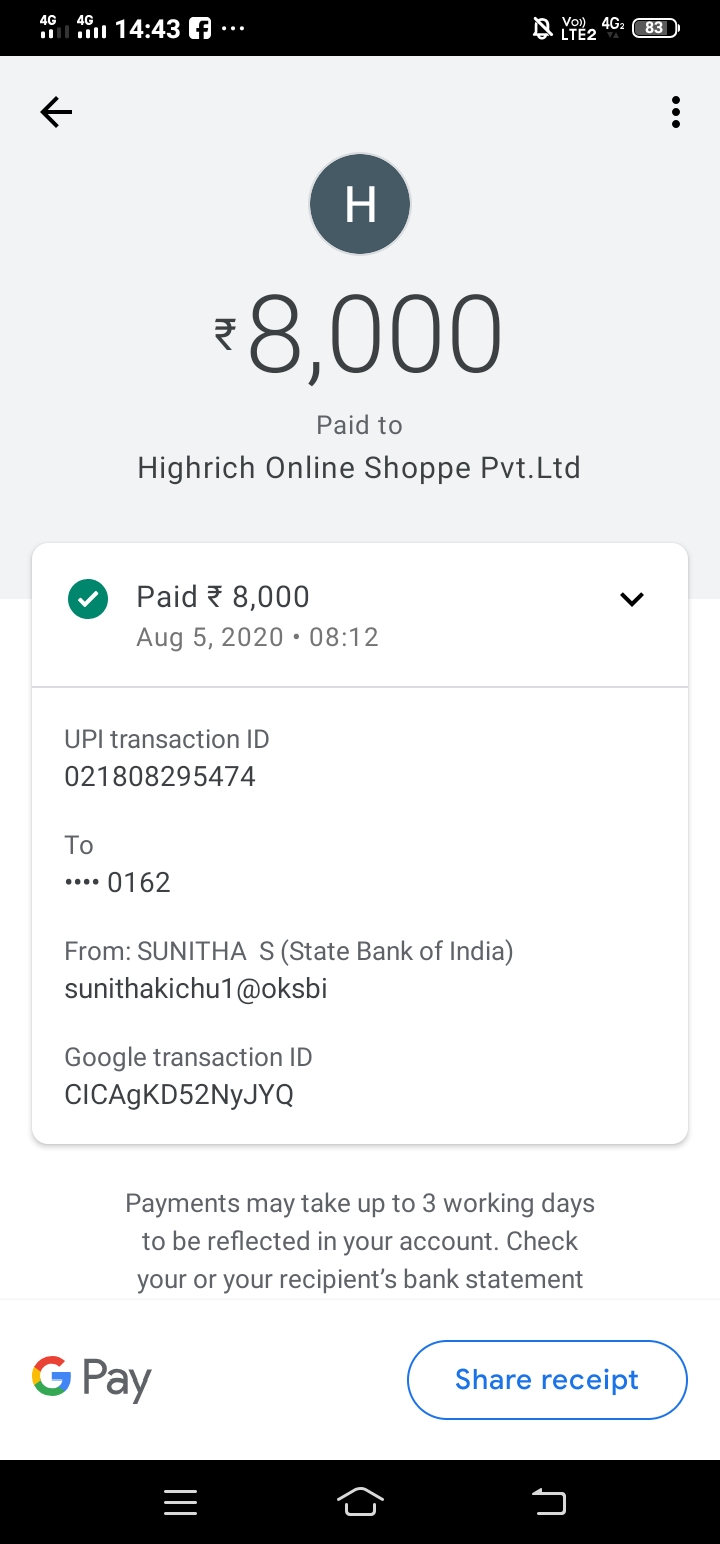 4G 4G 14:43 Vo)) LTE2 4G2 83
H
₹8,000
Paid to
Highrich Online Shoppe Pvt.Ltd
Paid ₹ 8,000
Aug 5, 2020 • 08:12
UPI transaction ID
021808295474
To
•••• 0162
From: SUNITHA S (State Bank of India)
sunithakichu1@oksbi
Google transaction ID
CICAgKD52NyJYQ
Payments may take up to 3 working days
to be reflected in your account. Check
your or your recipient's bank statement
G Pay
Share receipt